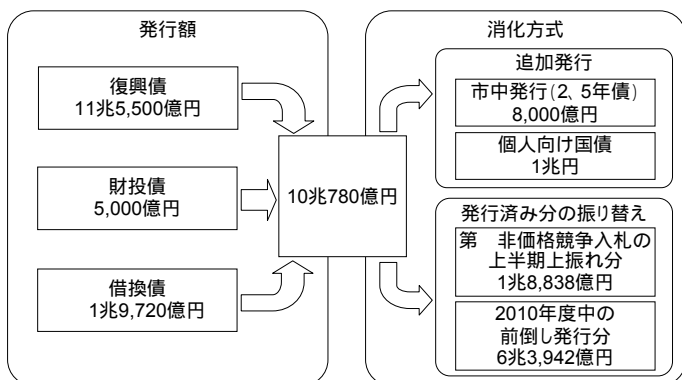 発行額
復興債
11兆5,500億円
財投債
5,000億円
借換債
1兆9,720億円
10兆780億円
消化方式
追加発行
市中発行(2、5年債)
8,000億円
個人向け国債
1兆円
発行済み分の振り替え
第　非価格競争入札の
上半期上振れ分
1兆8,838億円
2010年度中の
前倒し発行分
6兆3,942億円